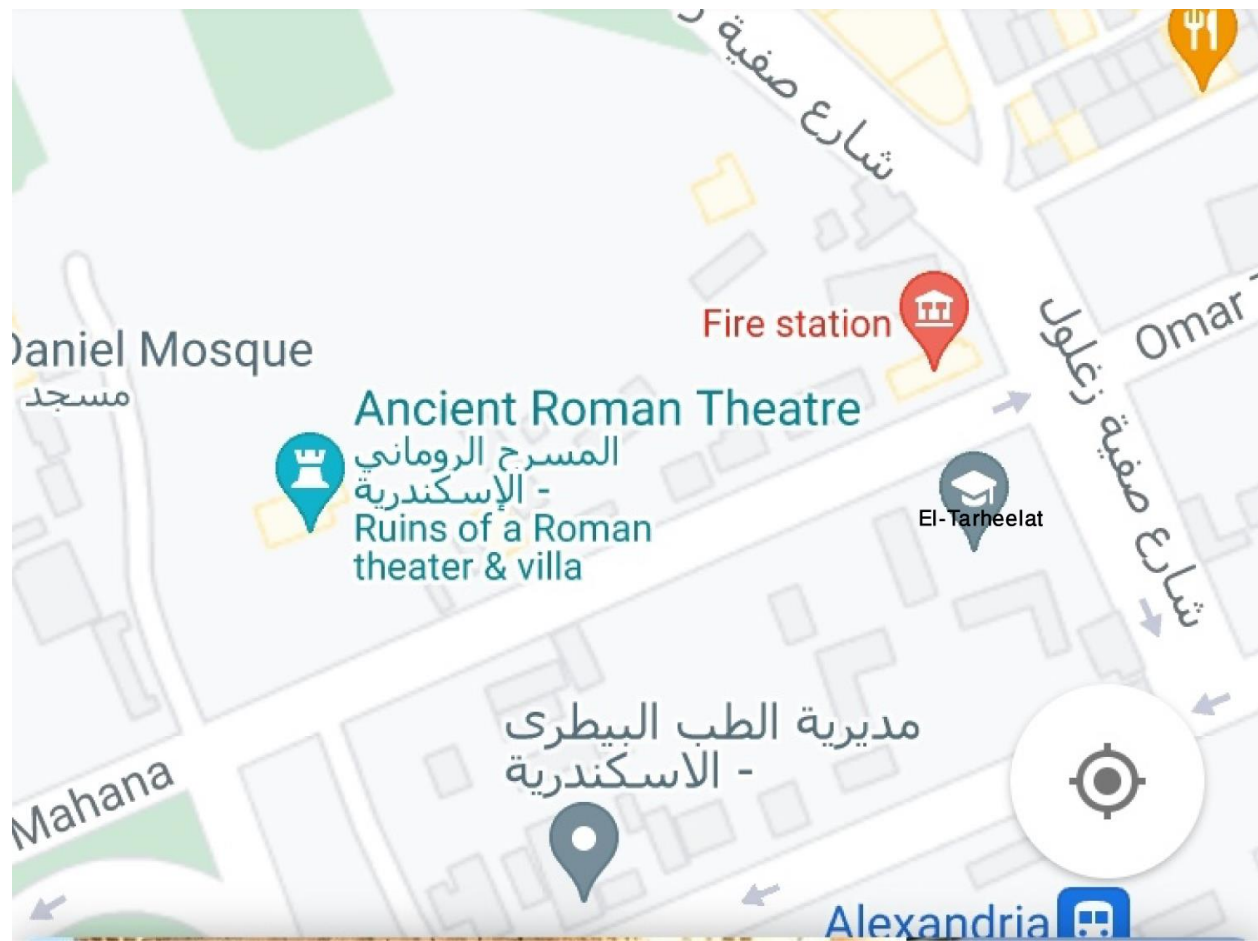 شارع صفية ز
Fire station
شارع صفية زغلول
Omar
Daniel Mosque
مسجد
Ancient Roman Theatre
المسرح الروماني
- الإسكندرية
Ruins of a Roman
theater & villa
El-Tarheelat
مديرية الطب البيطرى
- الاسكندرية
Mahana
Alexandria